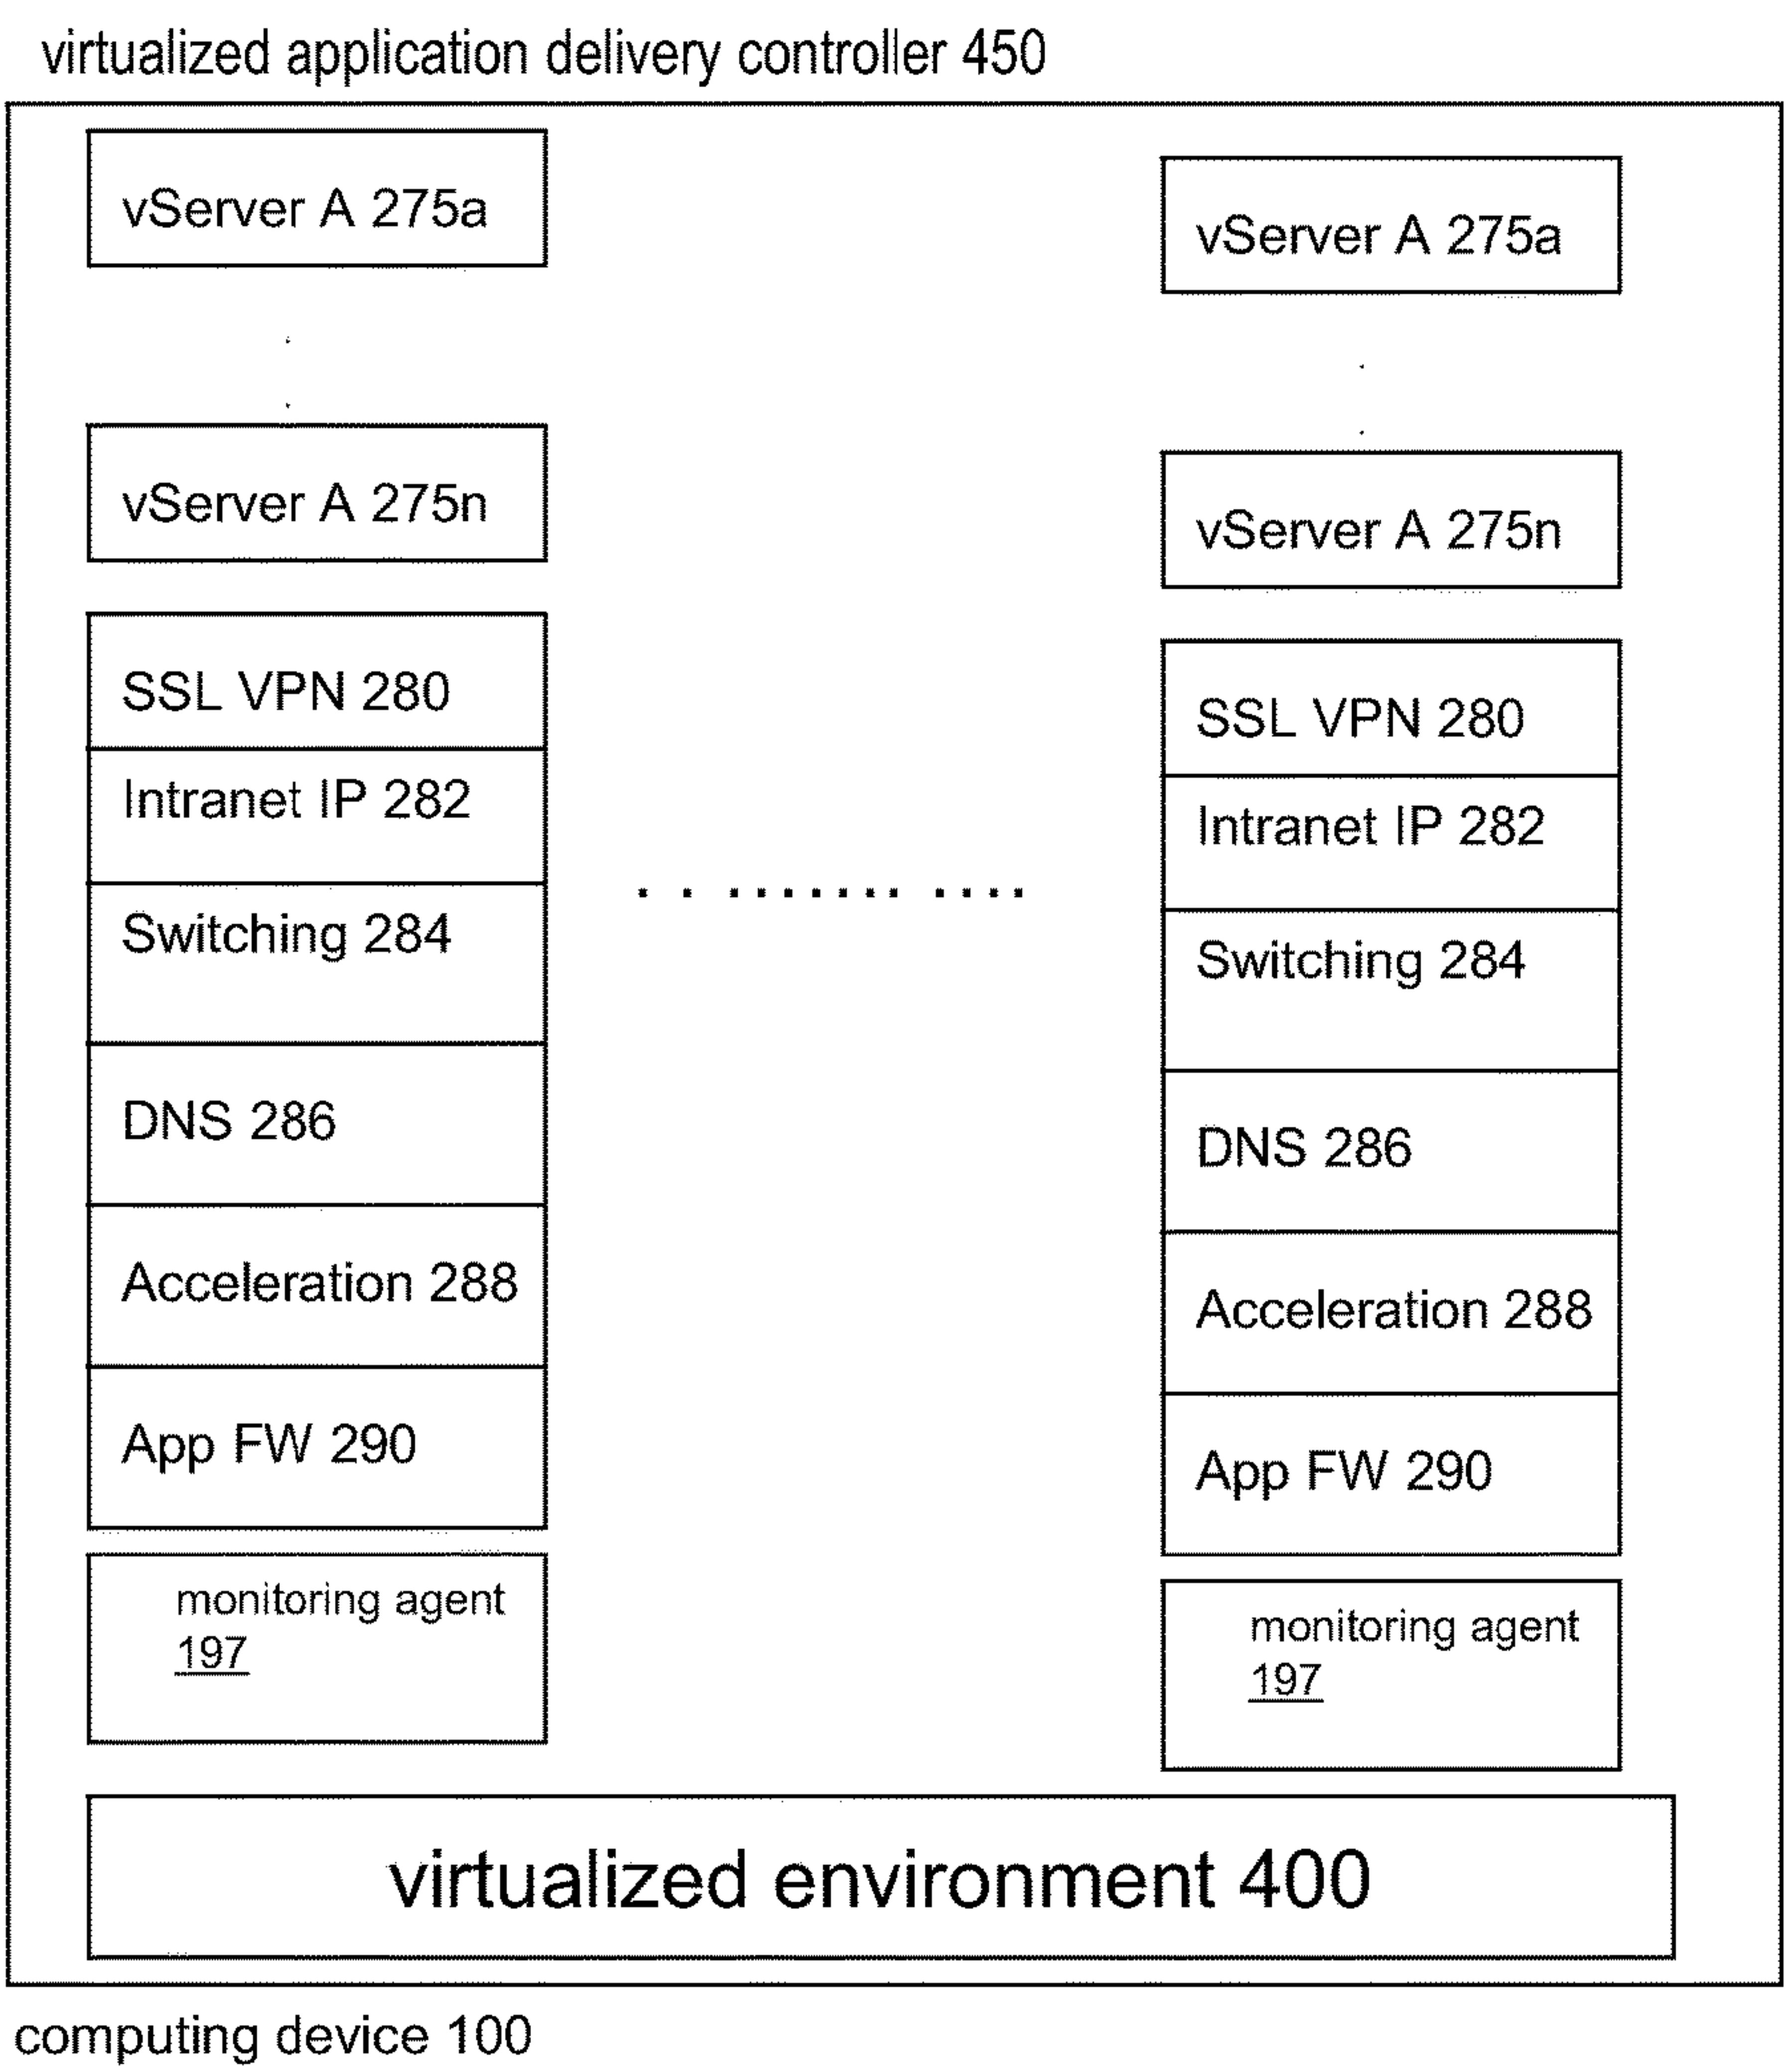 virtualized application delivery controller 450
vServer A 275a
vServer A 275n
SSL VPN 280
Intranet IP 282
Switching 284
DNS 286
Acceleration 288
App FW 290
monitoring agent
197
vServer A 275a
vServer A 275n
SSL VPN 280
Intranet IP 282
Switching 284
DNS 286
Acceleration 288
App FW 290
monitoring agent
197
virtualized environment 400
computing device 100